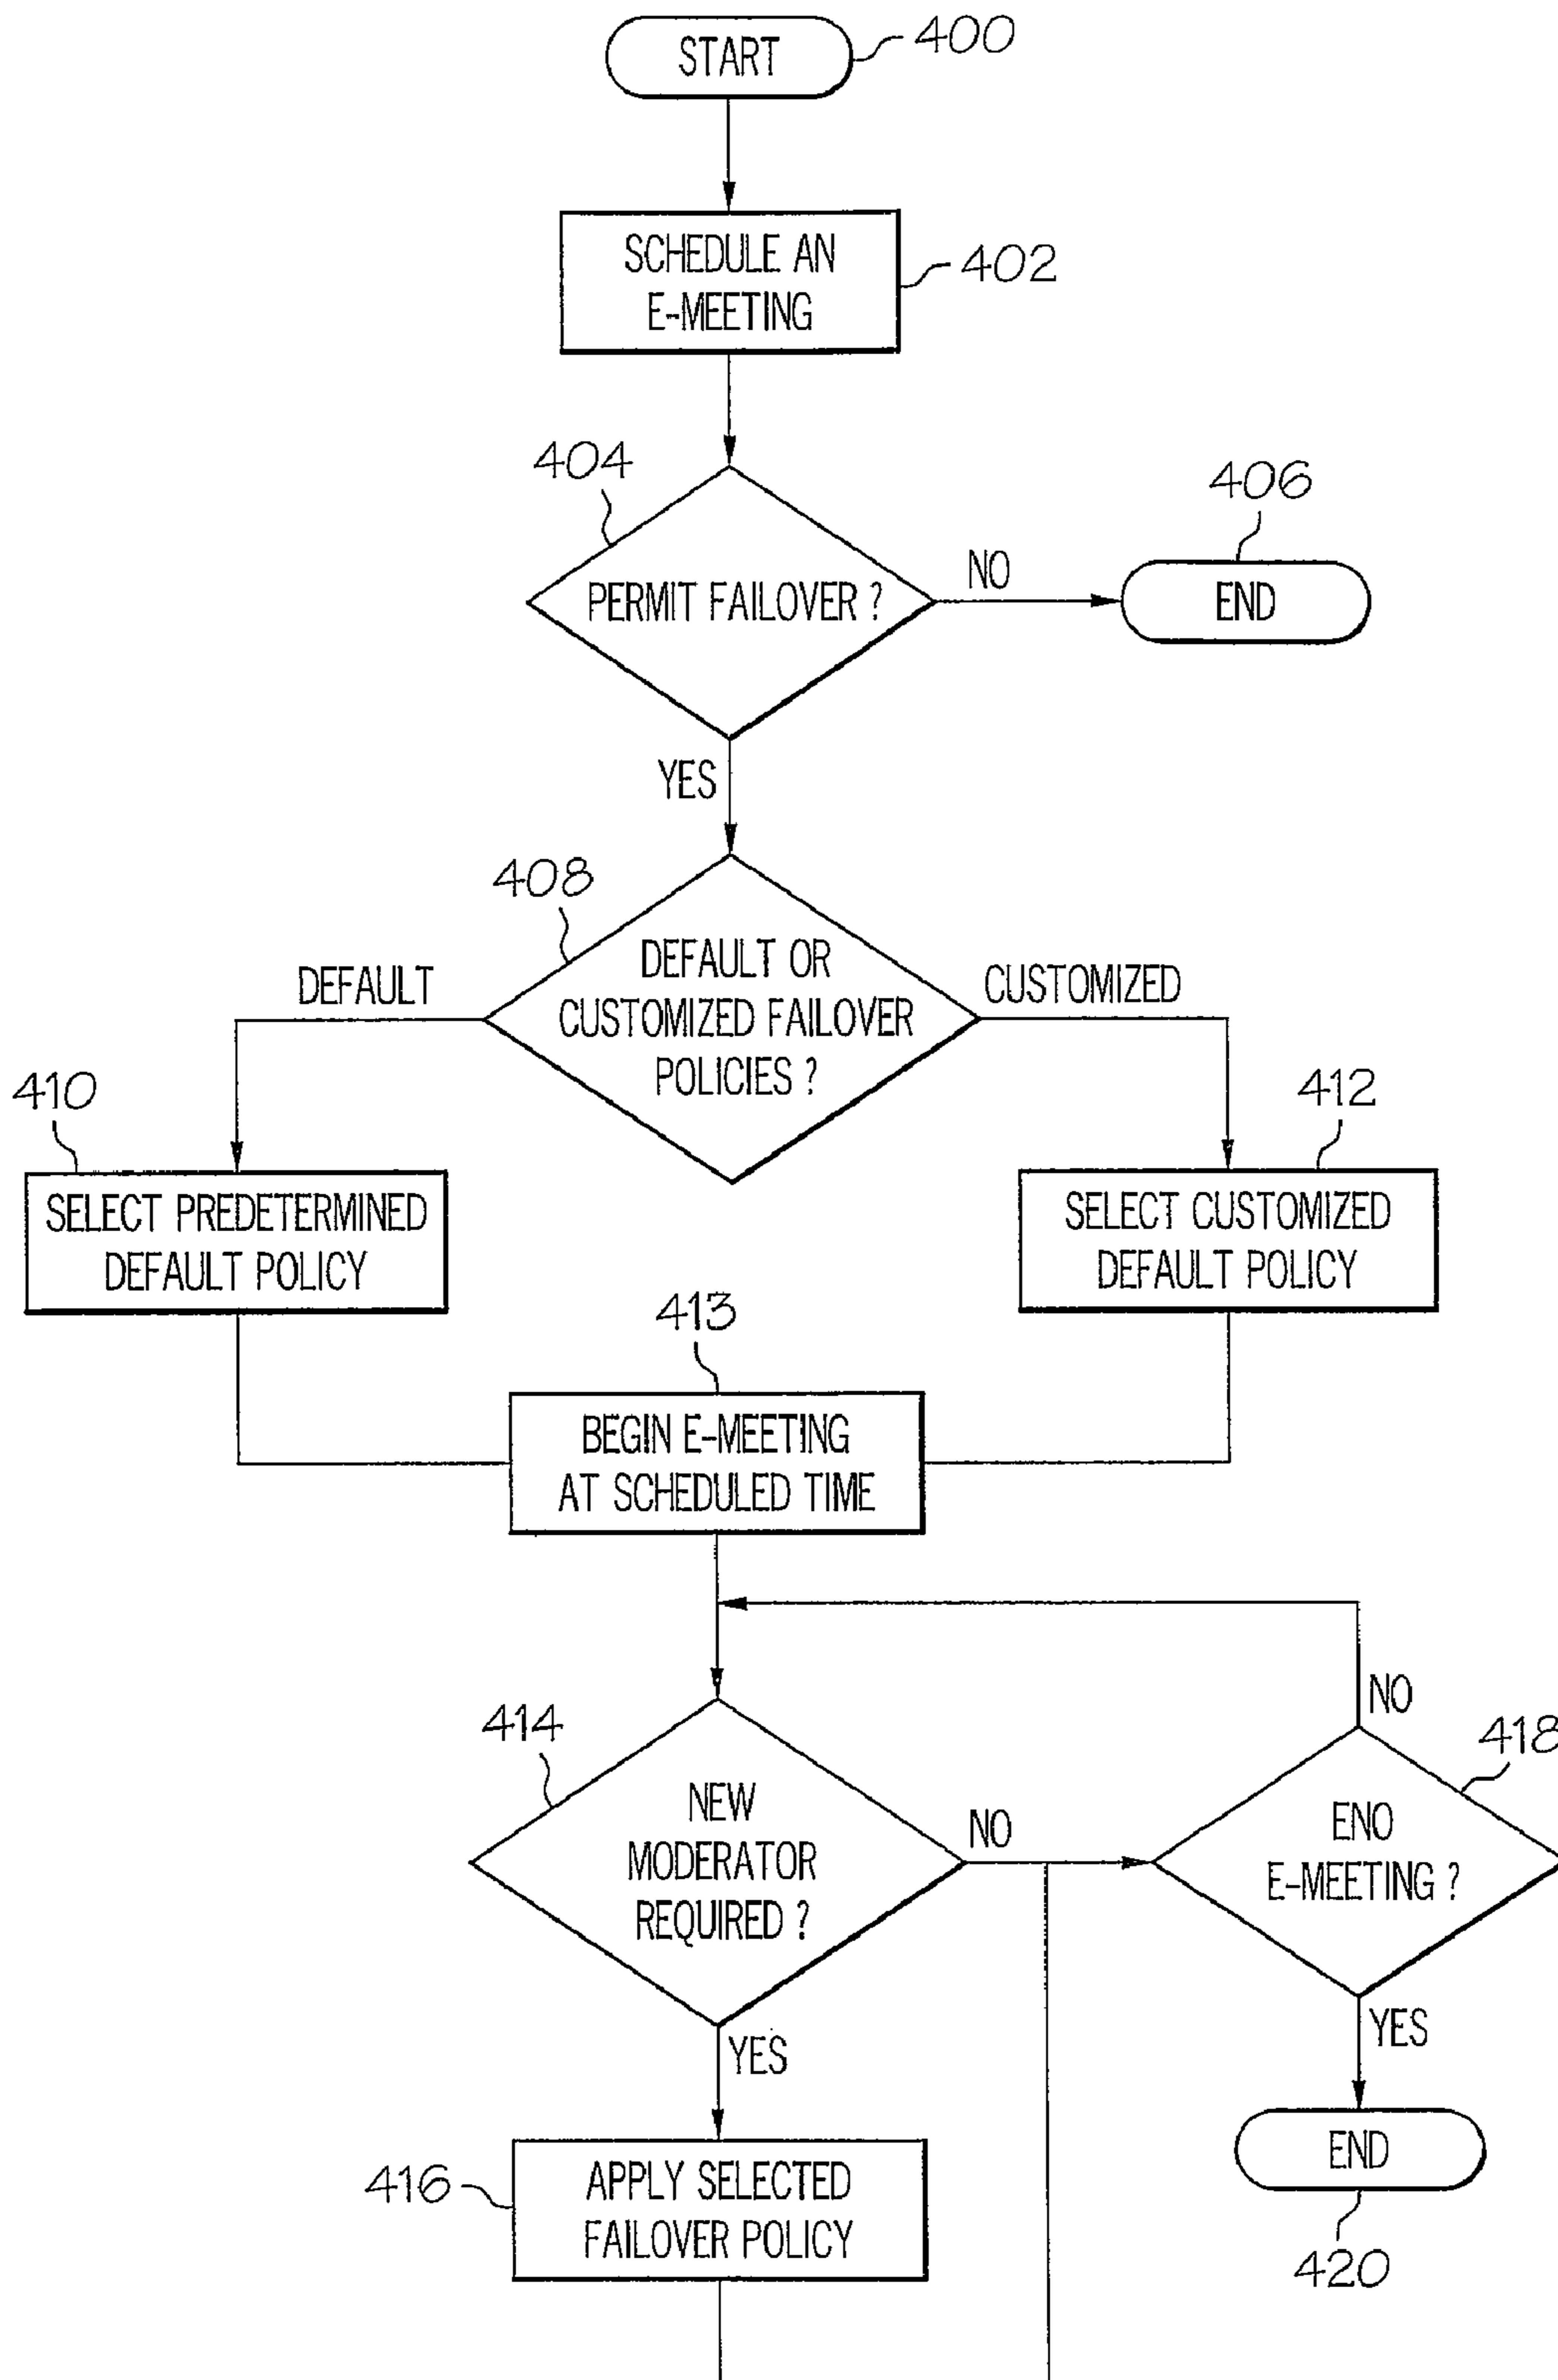 START
400
SCHEDULE AN
E-MEETING
402
404
PERMIT FAILOVER ?
NO
406
END
YES
408
DEFAULT OR
CUSTOMIZED FAILOVER
POLICIES ?
DEFAULT
CUSTOMIZED
410
SELECT PREDETERMINED
DEFAULT POLICY
412
SELECT CUSTOMIZED
DEFAULT POLICY
413
BEGIN E-MEETING
AT SCHEDULED TIME
414
NEW
MODERATOR
REQUIRED ?
NO
NO
418
ENO
E-MEETING ?
YES
YES
416
APPLY SELECTED
FAILOVER POLICY
END
420